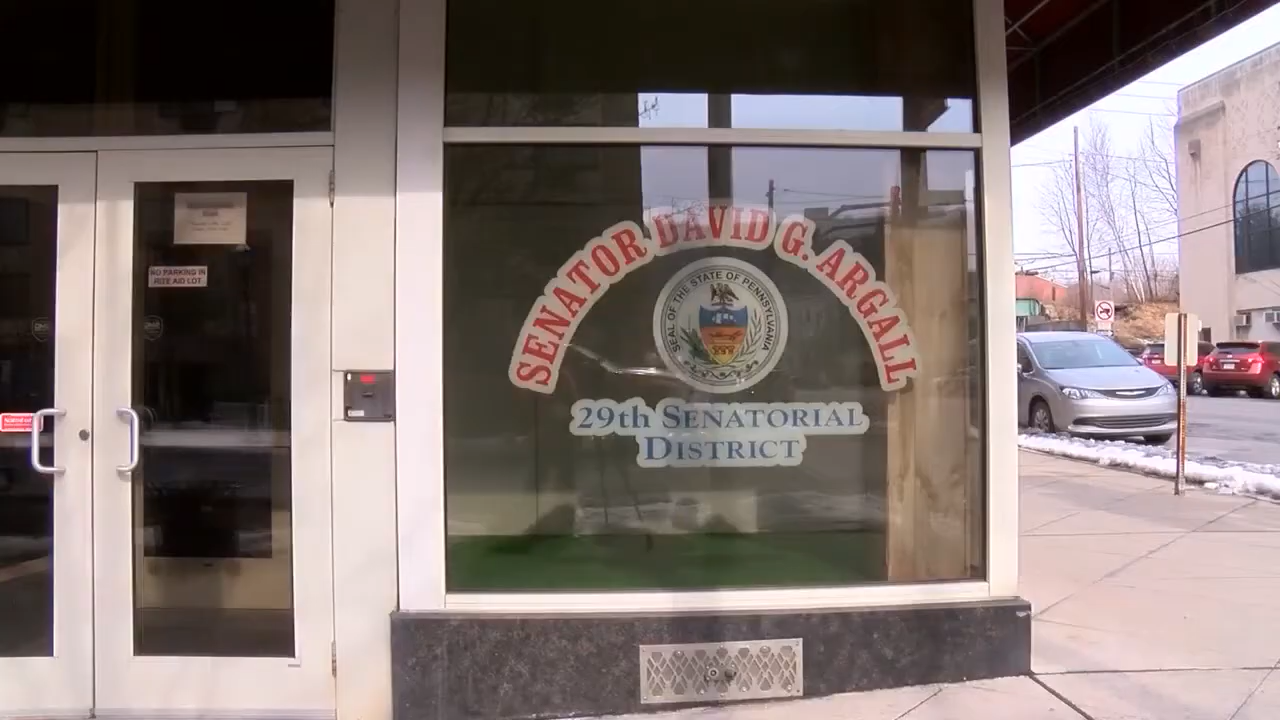 NO PARKING IN
RITE AID LOT
SENATOR DAVID G. ARGALL
SEAL OF THE STATE OF PENNSYLVANIA
29th SENATORIAL
DISTRICT